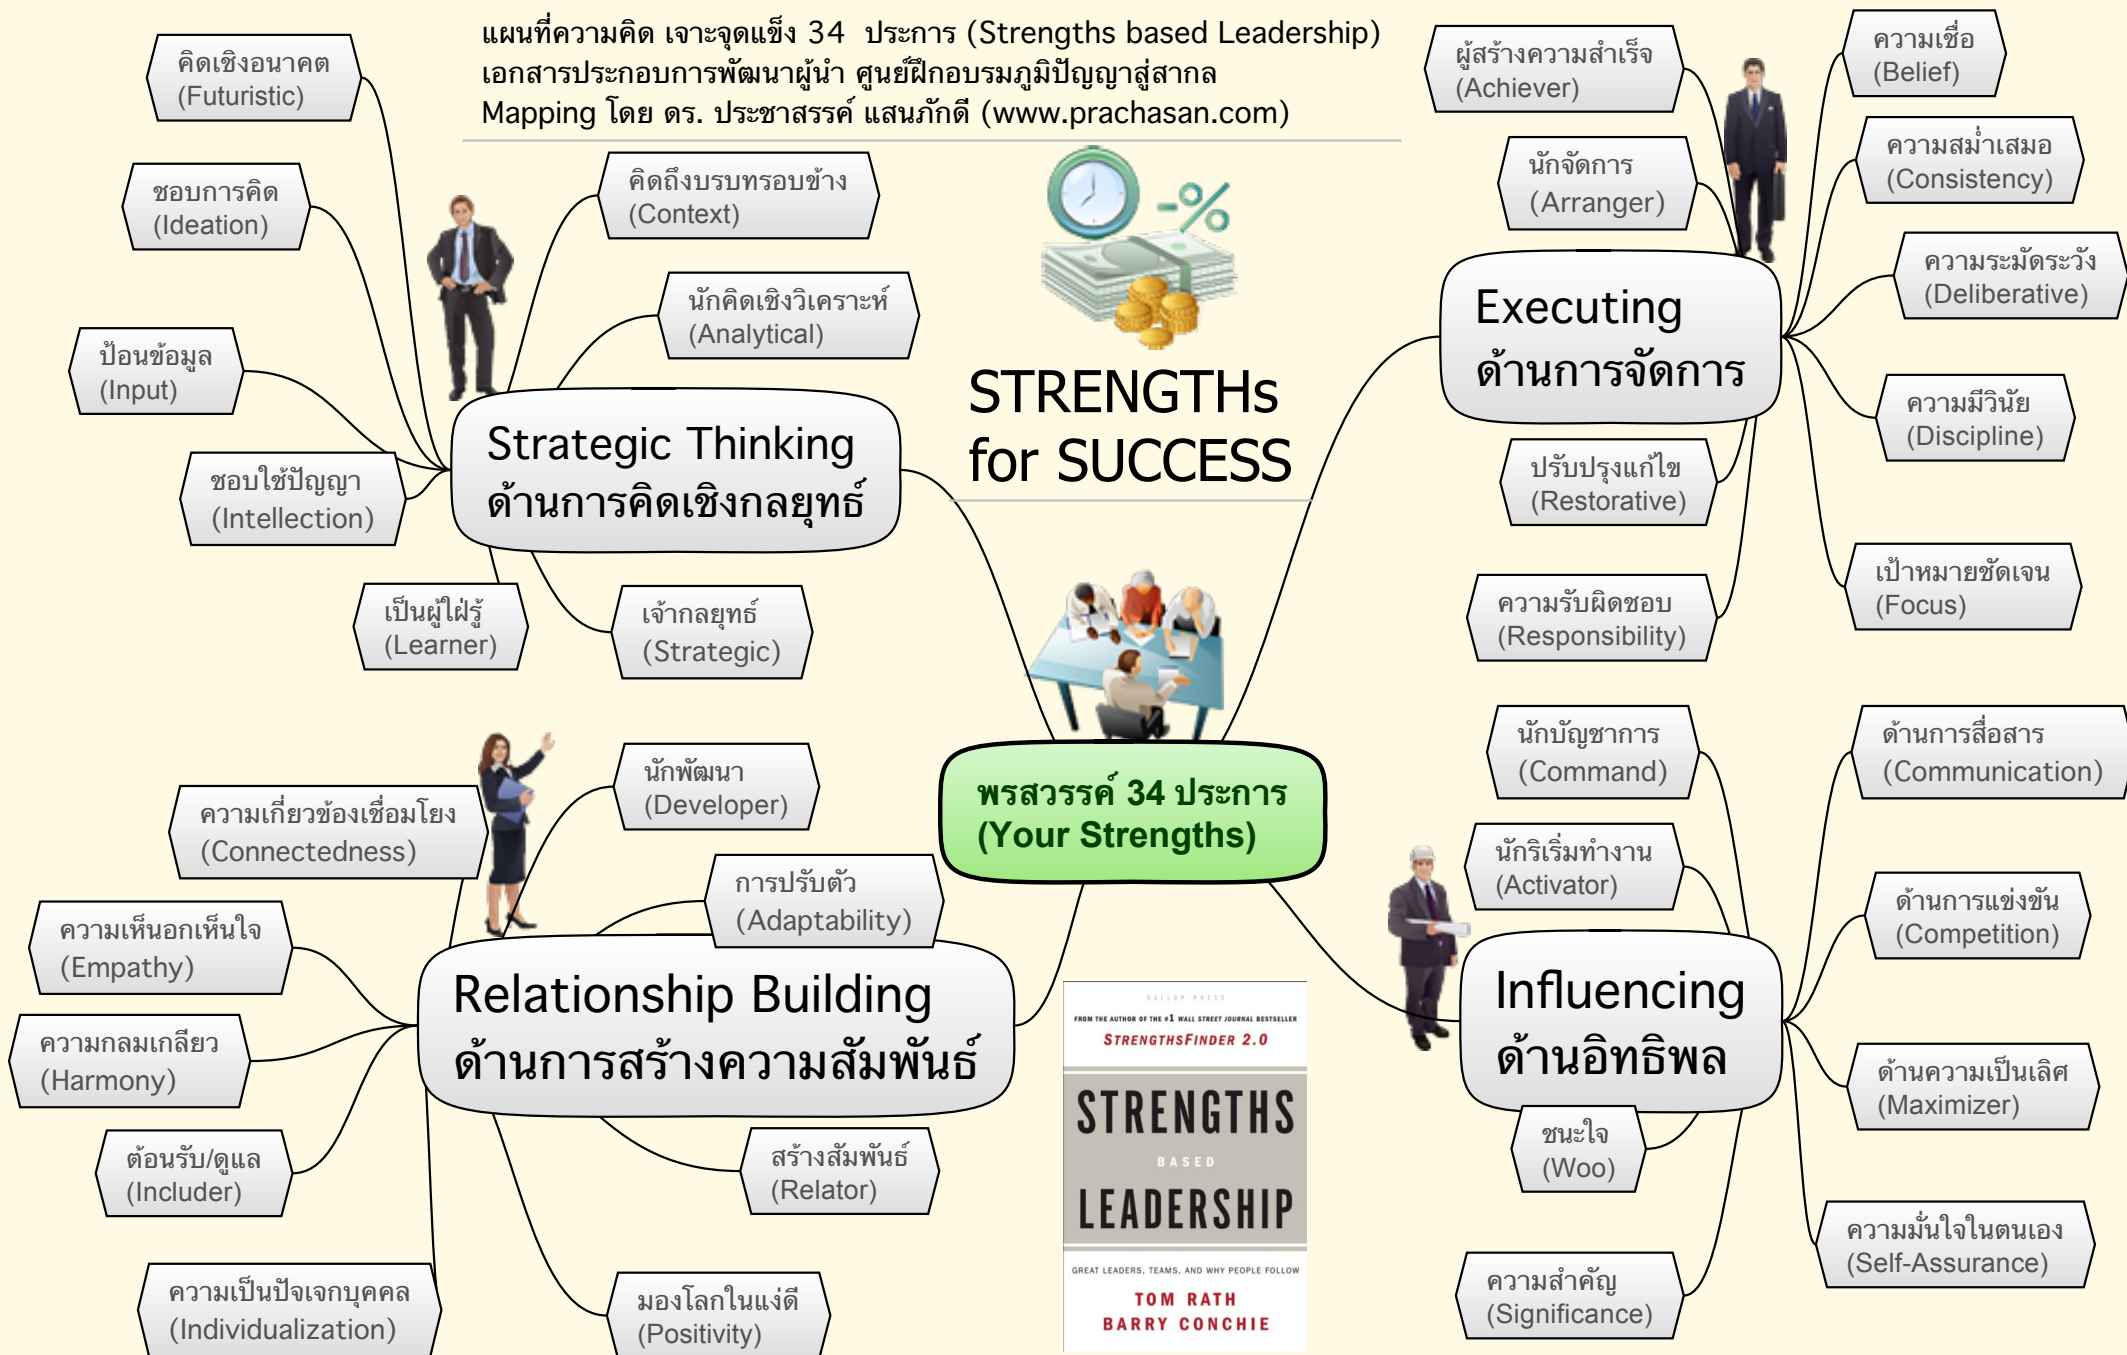 แผนที่ความคิด เจาะจุดแข็ง 34 ประการ (Strengths based Leadership)
เอกสารประกอบการพัฒนาผู้นำ ศูนย์ฝึกอบรมภูมิปัญญาสู่สากล
Mapping โดย ดร. ประชาสรรค์ แสนภักดี (www.prachasan.com)
STRENGTHs
for SUCCESS
พรสวรรค์ 34 ประการ
(Your Strengths)
Strategic Thinking
ด้านการคิดเชิงกลยุทธ์
คิดเชิงอนาคต
(Futuristic)
ชอบการคิด
(Ideation)
ป้อนข้อมูล
(Input)
ชอบใช้ปัญญา
(Intellection)
เป็นผู้ใฝ่รู้
(Learner)
คิดถึงบรบทรอบข้าง
(Context)
นักคิดเชิงวิเคราะห์
(Analytical)
เจ้ากลยุทธ์
(Strategic)
Executing
ด้านการจัดการ
ผู้สร้างความสำเร็จ
(Achiever)
นักจัดการ
(Arranger)
ความเชื่อ
(Belief)
ความสม่ำเสมอ
(Consistency)
ความระมัดระวัง
(Deliberative)
ความมีวินัย
(Discipline)
เป้าหมายชัดเจน
(Focus)
ปรับปรุงแก้ไข
(Restorative)
ความรับผิดชอบ
(Responsibility)
Relationship Building
ด้านการสร้างความสัมพันธ์
นักพัฒนา
(Developer)
การปรับตัว
(Adaptability)
ความเกี่ยวข้องเชื่อมโยง
(Connectedness)
ความเห็นอกเห็นใจ
(Empathy)
ความกลมเกลียว
(Harmony)
ต้อนรับ/ดูแล
(Includer)
ความเป็นปัจเจกบุคคล
(Individualization)
สร้างสัมพันธ์
(Relator)
มองโลกในแง่ดี
(Positivity)
Influencing
ด้านอิทธิพล
นักบัญชาการ
(Command)
นักริเริ่มทำงาน
(Activator)
ด้านการสื่อสาร
(Communication)
ด้านการแข่งขัน
(Competition)
ด้านความเป็นเลิศ
(Maximizer)
ความมั่นใจในตนเอง
(Self-Assurance)
ชนะใจ
(Woo)
ความสำคัญ
(Significance)
GALLUP PRESS
FROM THE AUTHOR OF THE #1 WALL STREET JOURNAL BESTSELLER
STRENGTHSFINDER 2.0
STRENGTHS
BASED
LEADERSHIP
GREAT LEADERS, TEAMS, AND WHY PEOPLE FOLLOW
TOM RATH
BARRY CONCHIE